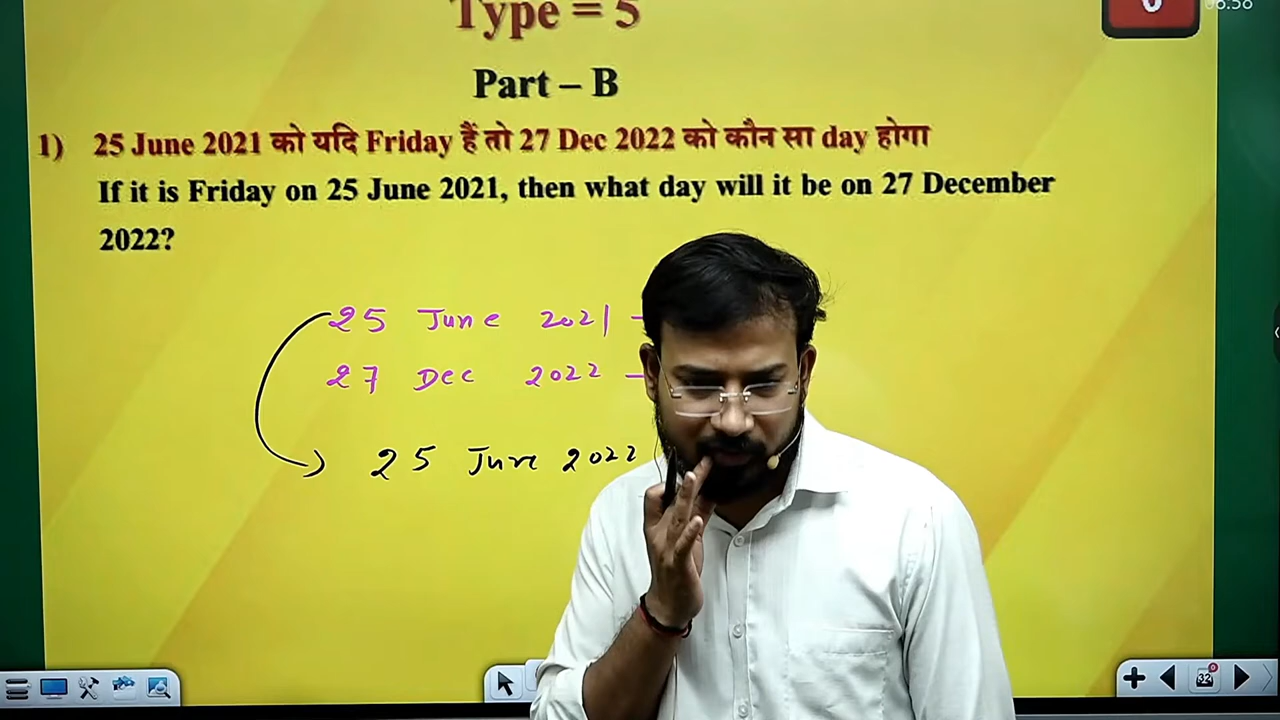 Type = 5
Part – B
1) 25 June 2021 को यदि Friday हैं तो 27 Dec 2022 को कौन सा day होगा
If it is Friday on 25 June 2021, then what day will it be on 27 December
2022?
25 June 2021 -
27 Dec 2022 -
25 June 2022
32